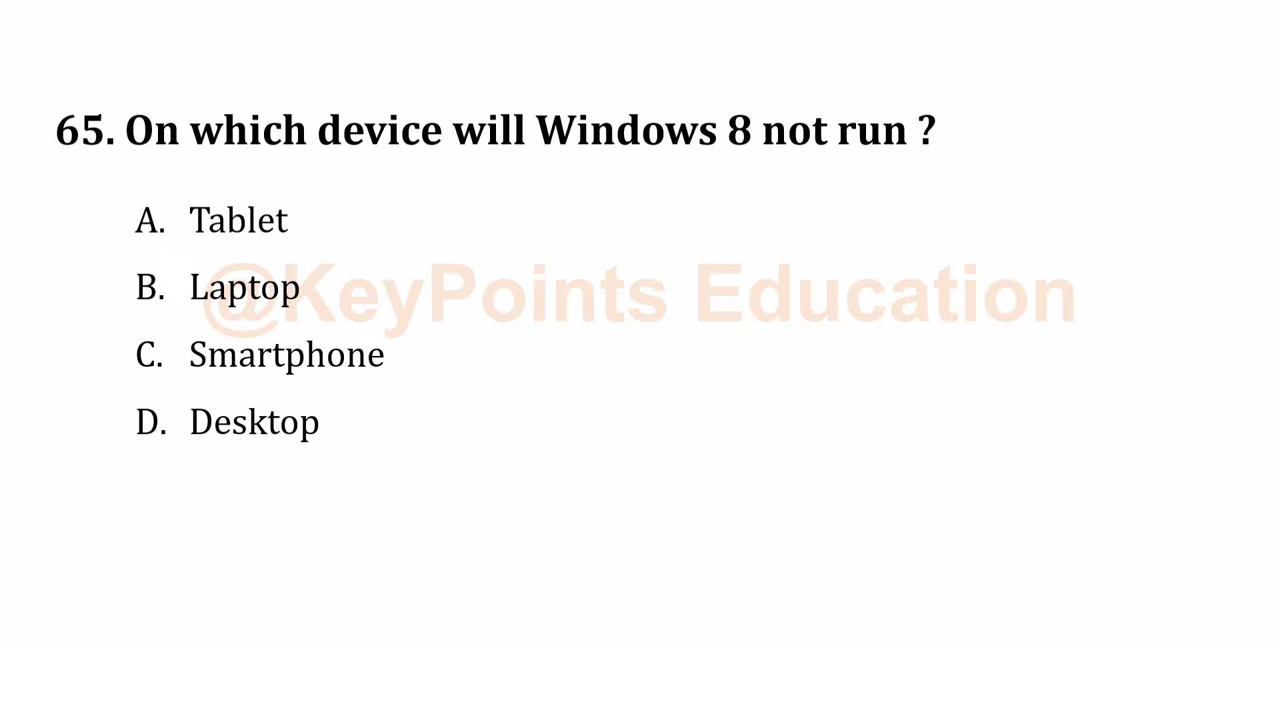 65. On which device will Windows 8 not run ?
A. Tablet
B. Laptop
@KeyPoints Education
C. Smartphone
D. Desktop